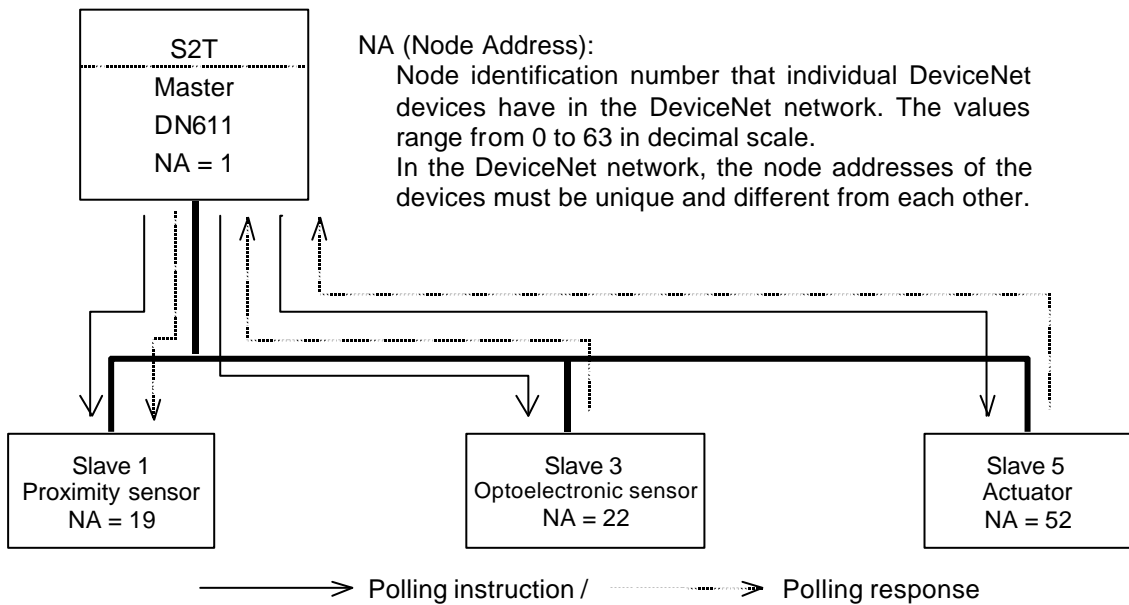 S2T
Master
DN611
NA = 1
NA (Node Address):
Node identification number that individual DeviceNet
devices have in the DeviceNet network. The values
range from 0 to 63 in decimal scale.
In the DeviceNet network, the node addresses of the
devices must be unique and different from each other.
Slave 1
Proximity sensor
NA = 19
Slave 3
Optoelectronic sensor
NA = 22
Slave 5
Actuator
NA = 52
Polling instruction / Polling response